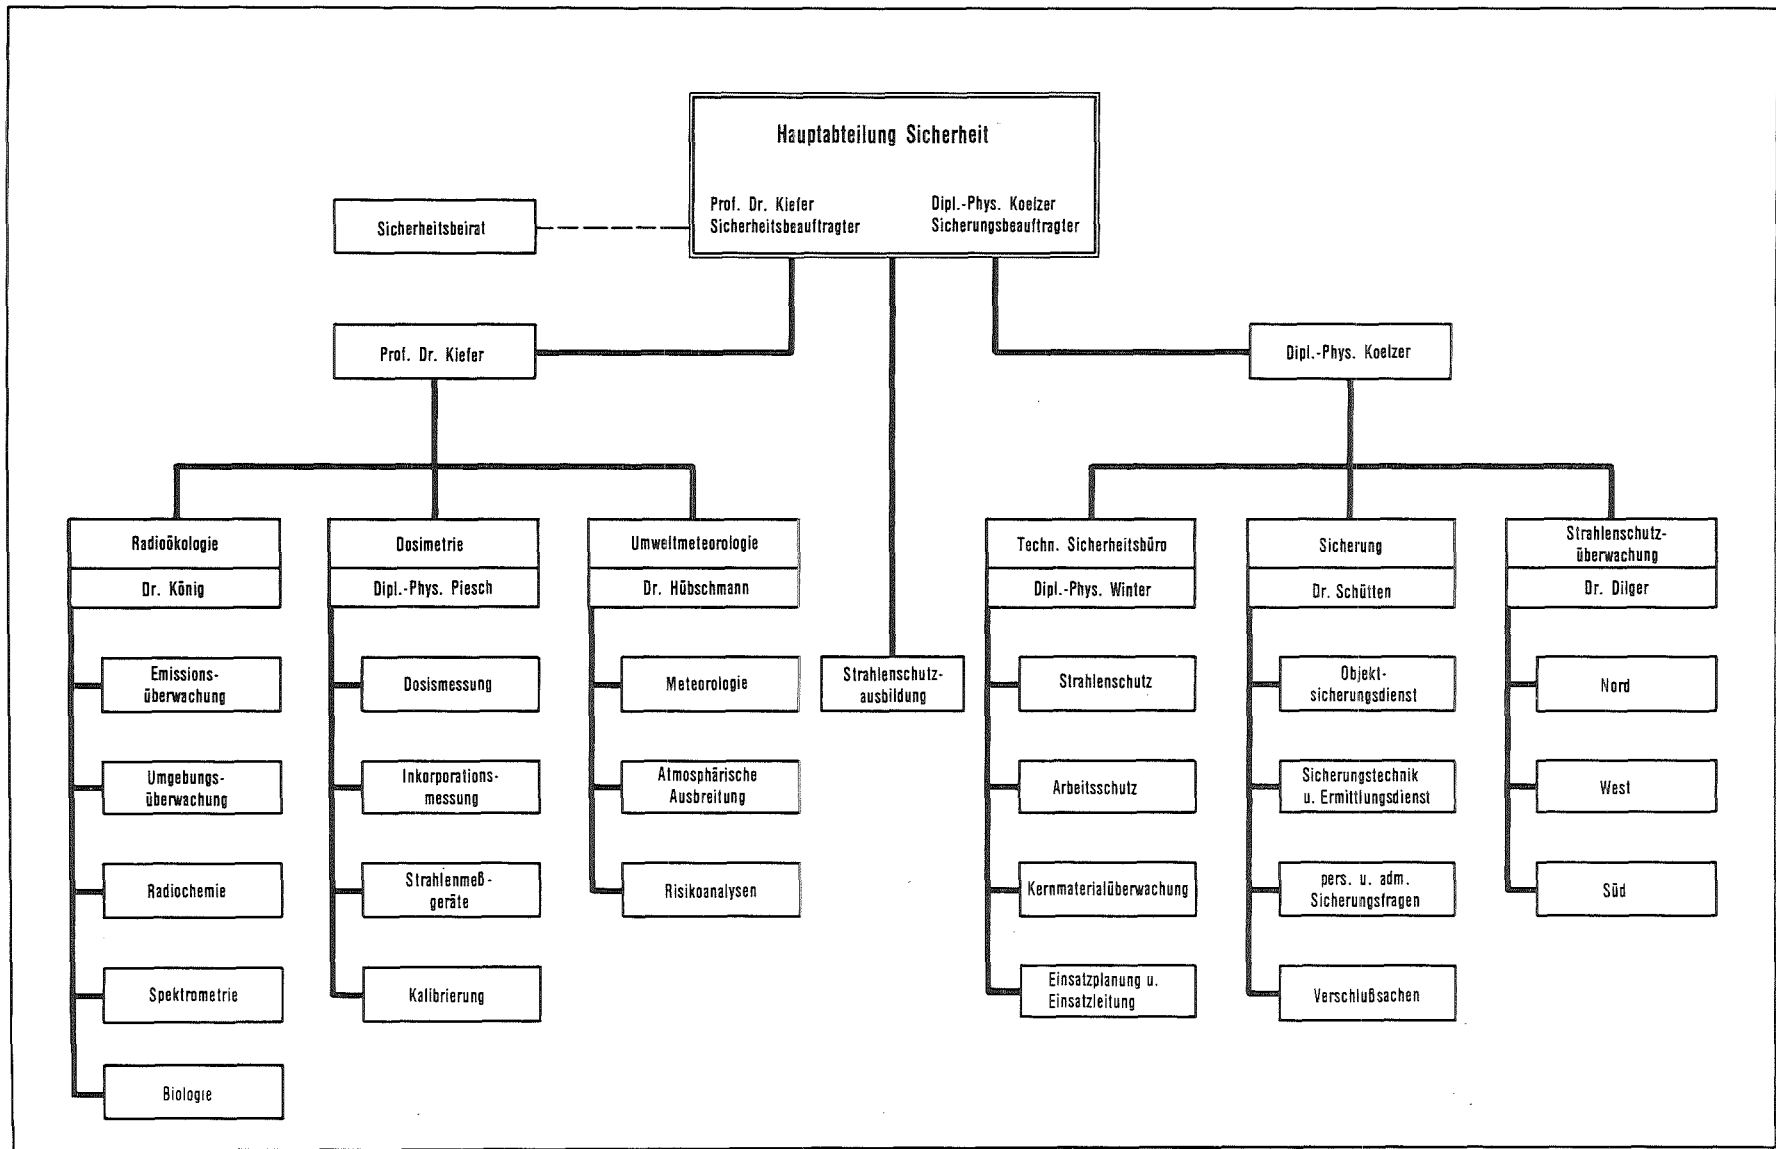 Hauptabteilung Sicherheit
Prof. Dr. Kiefer
Sicherheitsbeauftragter
Dipl.-Phys. Koelzer
Sicherungsbeauftragter
Sicherheitsbeirat
Prof. Dr. Kiefer
Dipl.-Phys. Koelzer
Radioökologie
Dr. König
Emissions-
überwachung
Umgebungs-
überwachung
Radiochemie
Spektrometrie
Biologie
Dosimetrie
Dipl.-Phys. Piesch
Dosismessung
Inkorporations-
messung
Strahlenmeß-
geräte
Kalibrierung
Umweltmeteorologie
Dr. Hübschmann
Meteorologie
Atmosphärische
Ausbreitung
Risikoanalysen
Strahlenschutz-
ausbildung
Techn. Sicherheitsbüro
Dipl.-Phys. Winter
Strahlenschutz
Arbeitsschutz
Kernmaterialüberwachung
Einsatzplanung u.
Einsatzleitung
Sicherung
Dr. Schütten
Objekt-
sicherungsdienst
Sicherungstechnik
u. Ermittlungsdienst
pers. u. adm.
Sicherungsfragen
Verschlußsachen
Strahlenschutz-
überwachung
Dr. Dilger
Nord
West
Süd